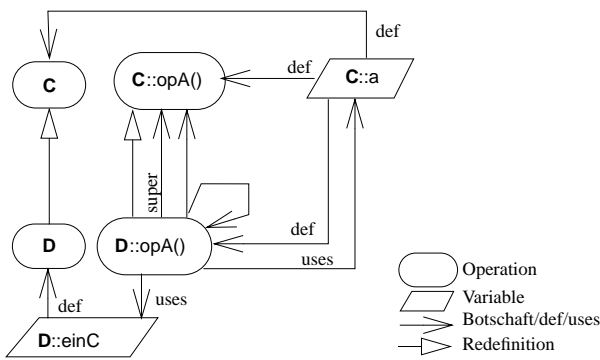 def
C
C::opA()
def
C::a
super
D
D::opA()
def
uses
def
uses
D::einC
Operation
Variable
Botschaft/def/uses
Redefinition